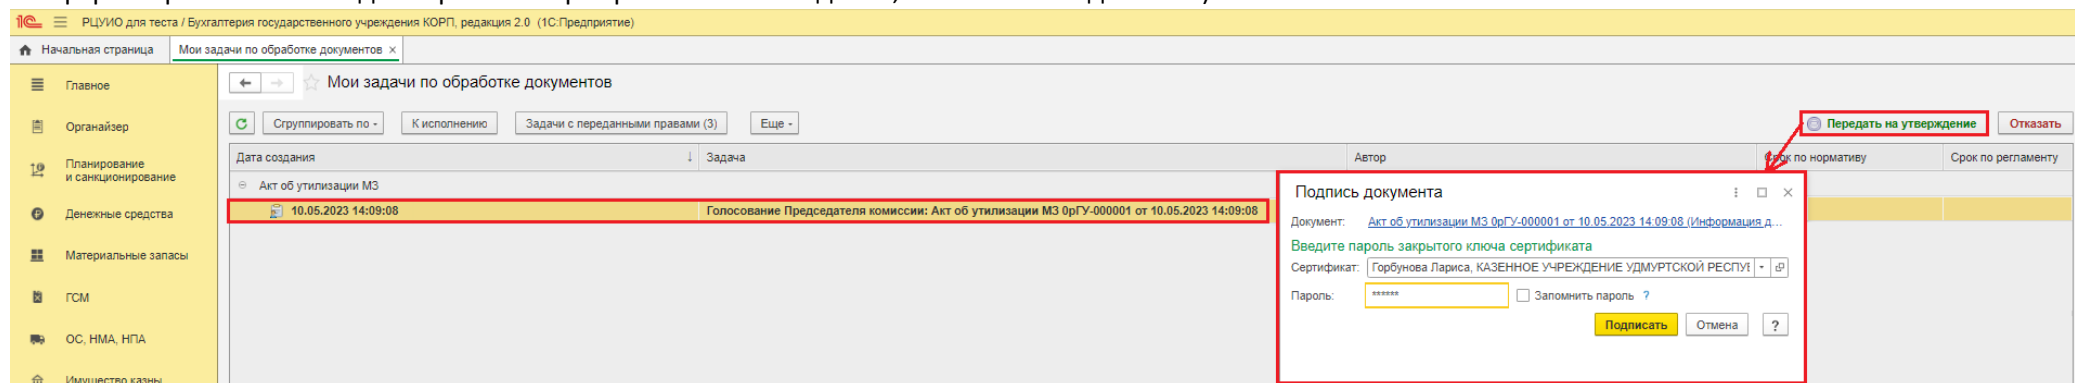 РЦУИО для теста / Бухгалтерия государственного учреждения КОРП, редакция 2.0 (1С:Предприятие)
Начальная страница
Мои задачи по обработке документов ×
Главное
Органайзер
Планирование
и санкционирование
Денежные средства
Материальные запасы
ГСМ
ОС, НМА, НПА
Имущество казны
Мои задачи по обработке документов
Сгруппировать по
К исполнению
Задачи с переданными правами (3)
Еще
Передать на утверждение
Отказать
Дата создания ↓ Задача Автор Срок по нормативу Срок по регламенту
Акт об утилизации МЗ
10.05.2023 14:09:08 Голосование Председателя комиссии: Акт об утилизации МЗ 0рГУ-000001 от 10.05.2023 14:09:08
Подпись документа
Документ: Акт об утилизации МЗ 0рГУ-000001 от 10.05.2023 14:09:08 (Информация д...
Введите пароль закрытого ключа сертификата
Сертификат: Горбунова Лариса, КАЗЕННОЕ УЧРЕЖДЕНИЕ УДМУРТСКОЙ РЕСПУБ
Пароль: ****** Запомнить пароль ?
Подписать Отмена ?